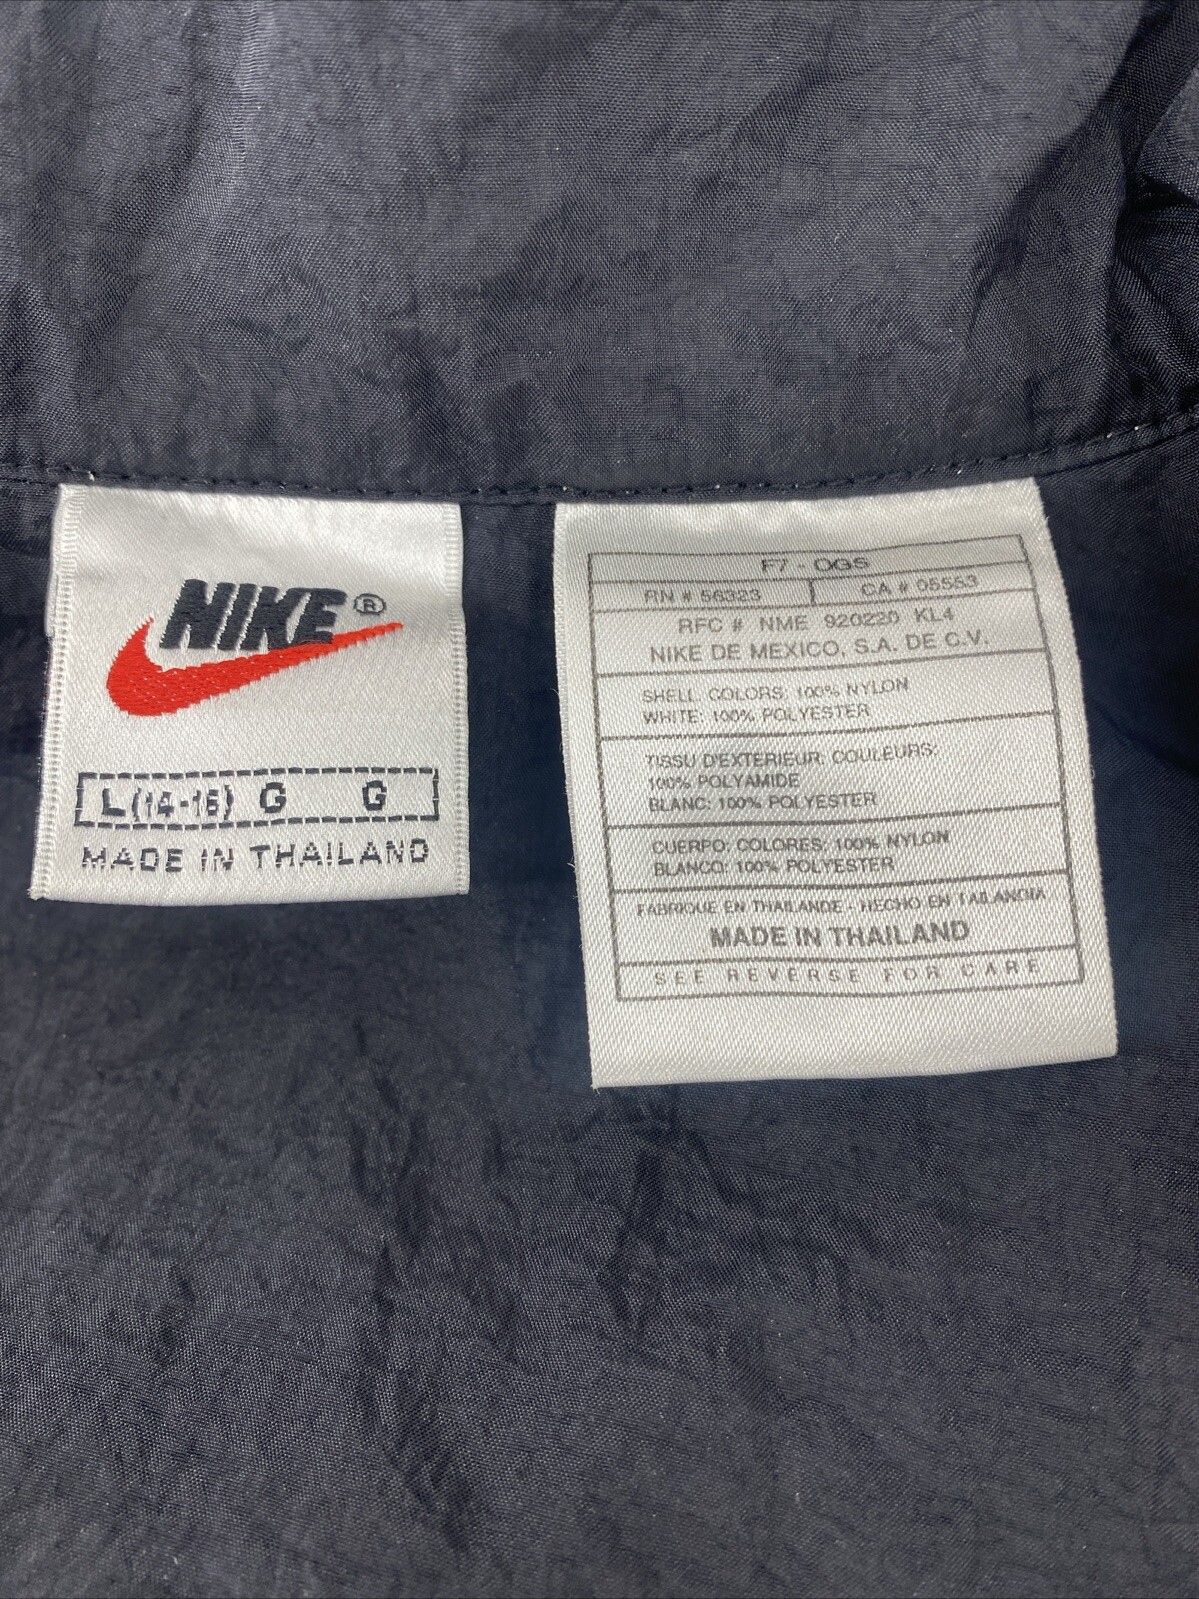 NIKE®
L(14-16) G G
MADE IN THAILAND
F7 - OGS
RN # 56323 CA # 05553
RFC # NME 920220 KL4
NIKE DE MEXICO, S.A. DE C.V.
SHELL COLORS: 100% NYLON
WHITE: 100% POLYESTER
TISSU D'EXTERIEUR: COULEURS:
100% POLYAMIDE
BLANC: 100% POLYESTER
CUERPO: COLORES: 100% NYLON
BLANCO: 100% POLYESTER
FABRIQUE EN THAILANDE - HECHO EN TAILANDIA
MADE IN THAILAND
SEE REVERSE FOR CARE